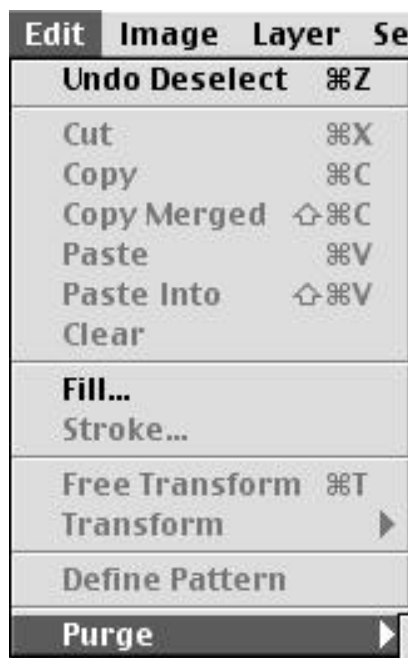 Edit Image Layer Se
Undo Deselect ⌘Z
Cut ⌘X
Copy ⌘C
Copy Merged ⇧⌘C
Paste ⌘V
Paste Into ⇧⌘V
Clear
Fill...
Stroke...
Free Transform ⌘T
Transform
Define Pattern
Purge